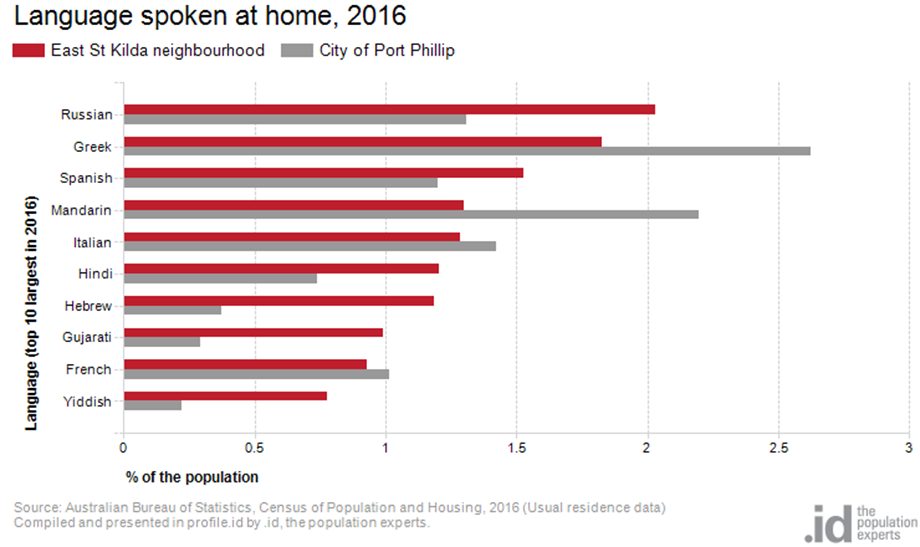 Language spoken at home, 2016
East St Kilda neighbourhood
City of Port Phillip
Language (top 10 largest in 2016)
Russian
Greek
Spanish
Mandarin
Italian
Hindi
Hebrew
Gujarati
French
Yiddish
0 0.5 1 1.5 2 2.5 3
% of the population
Source: Australian Bureau of Statistics, Census of Population and Housing, 2016 (Usual residence data)
Compiled and presented in profile.id by .id, the population experts.
.id the
population
experts